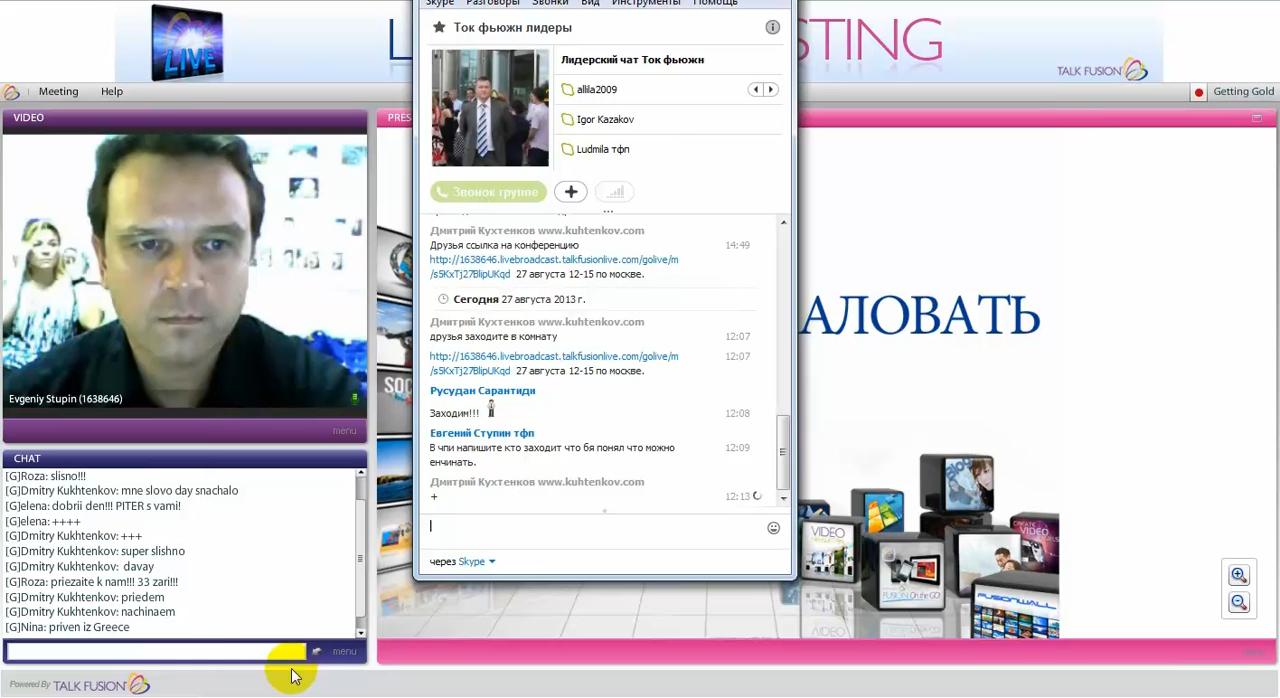 Skype Разговоры Звонки Вид Инструменты Помощь
LIVE
STING
TALK FUSION
Ток фьюжн лидеры
Лидерский чат Ток фьюжн
allila2009
Igor Kazakov
Ludmila тфп
Звонок группе
Meeting Help
Getting Gold
VIDEO
PRES
Evgeniy Stupin (1638646)
menu
Дмитрий Кухтенков www.kuhtenkov.com
Друзья ссылка на конференцию 14:49
http://1638646.livebroadcast.talkfusionlive.com/golive/m
/s5KxTj27BlipUKqd 27 августа 12-15 по москве.
Сегодня 27 августа 2013 г.
Дмитрий Кухтенков www.kuhtenkov.com
друзья заходите в комнату 12:07
http://1638646.livebroadcast.talkfusionlive.com/golive/m 12:07
/s5KxTj27BlipUKqd 27 августа 12-15 по москве.
Русудан Сарантиди
Заходим!!! 12:08
Евгений Ступин тфп
В чпи напишите кто заходит что бя понял что можно 12:09
енчинать.
Дмитрий Кухтенков www.kuhtenkov.com
+ 12:13
через Skype
АЛОВАТЬ
SOC
VIDEO
FUSION On the GO
FUSIONWALL
CHAT
[G]Roza: slisno!!!
[G]Dmitry Kukhtenkov: mne slovo day snachalo
[G]elena: dobrii den!!! PITER s vami!
[G]elena: ++++
[G]Dmitry Kukhtenkov: +++
[G]Dmitry Kukhtenkov: super slishno
[G]Dmitry Kukhtenkov: davay
[G]Roza: priezaite k nam!!! 33 zari!!!
[G]Dmitry Kukhtenkov: priedem
[G]Dmitry Kukhtenkov: nachinaem
[G]Nina: priven iz Greece
menu
Powered By TALK FUSION